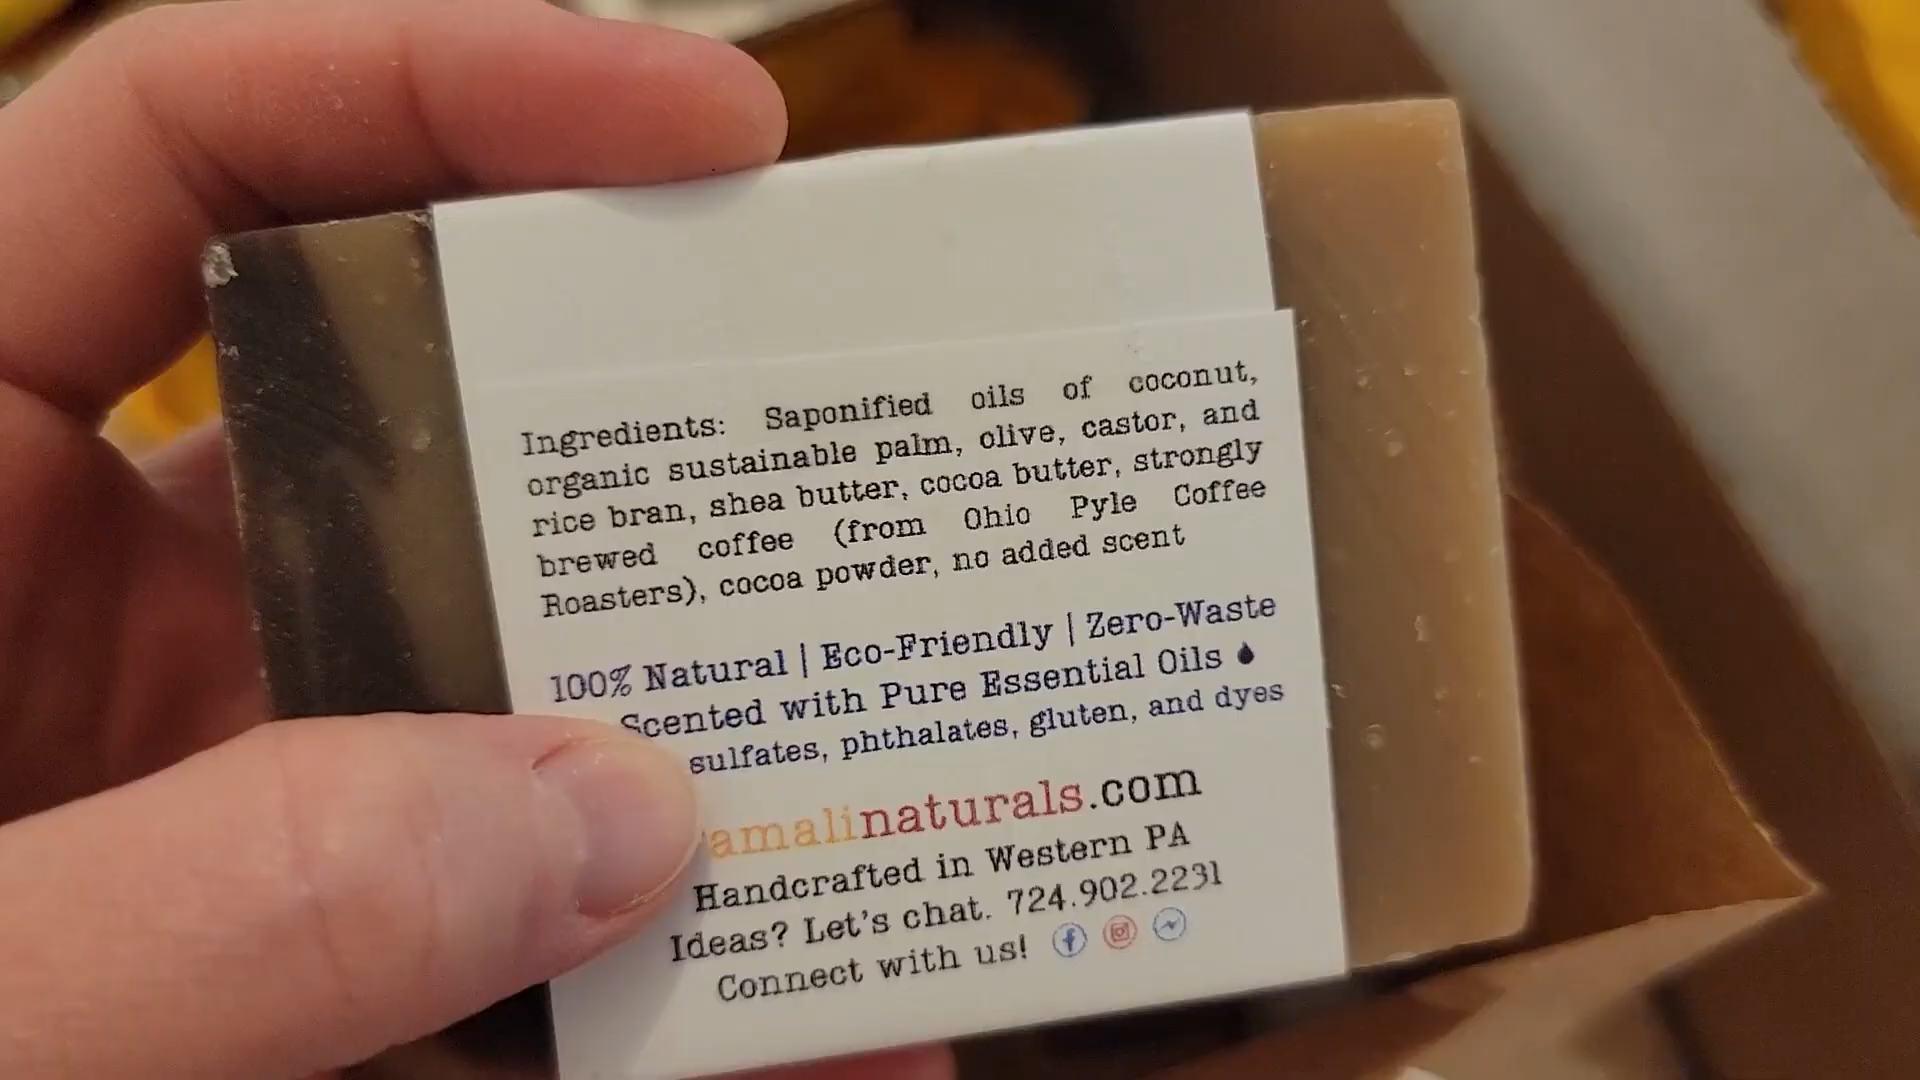 Ingredients: Saponified oils of coconut,
organic sustainable palm, olive, castor, and
rice bran, shea butter, cocoa butter, strongly
brewed coffee (from Ohio Pyle Coffee
Roasters), cocoa powder, no added scent
100% Natural | Eco-Friendly | Zero-Waste
Scented with Pure Essential Oils
sulfates, phthalates, gluten, and dyes
amalinaturals.com
Handcrafted in Western PA
Ideas? Let's chat. 724.902.2231
Connect with us!